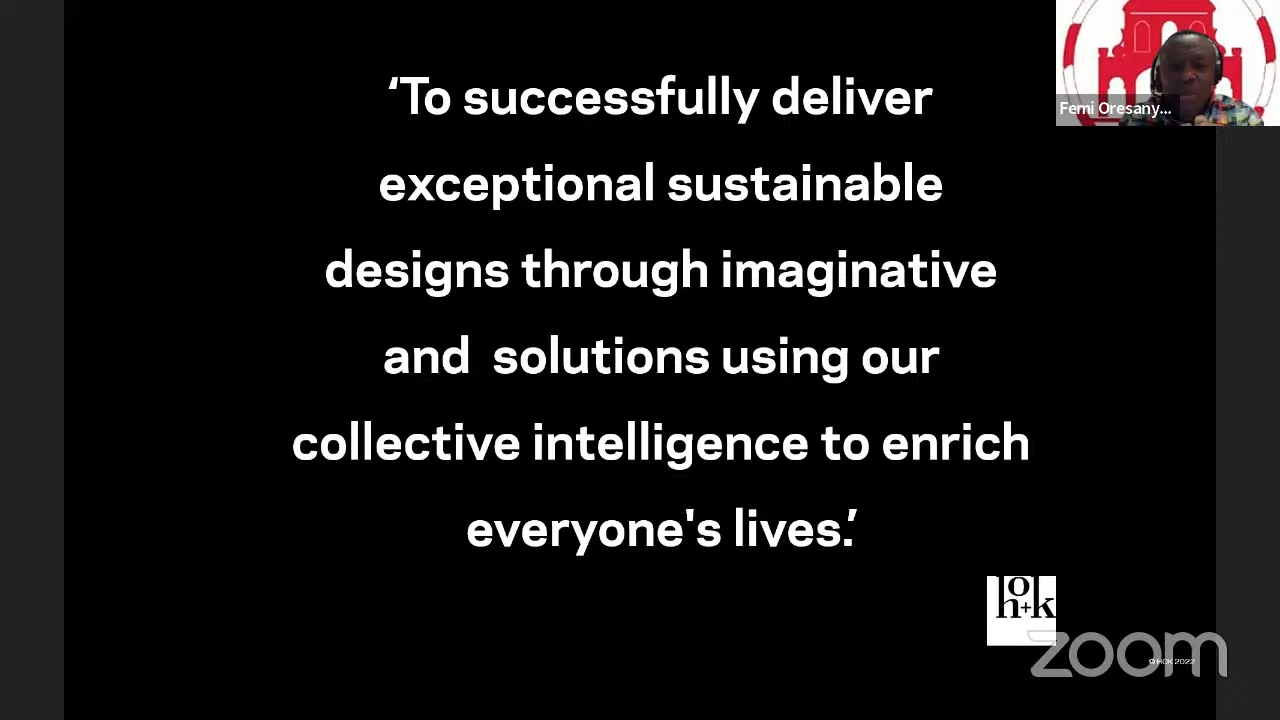 ‘To successfully deliver
exceptional sustainable
designs through imaginative
and  solutions using our
collective intelligence to enrich
everyone's lives.’
Femi Oresany...
h
o
+k
zoom
© HOK 2022